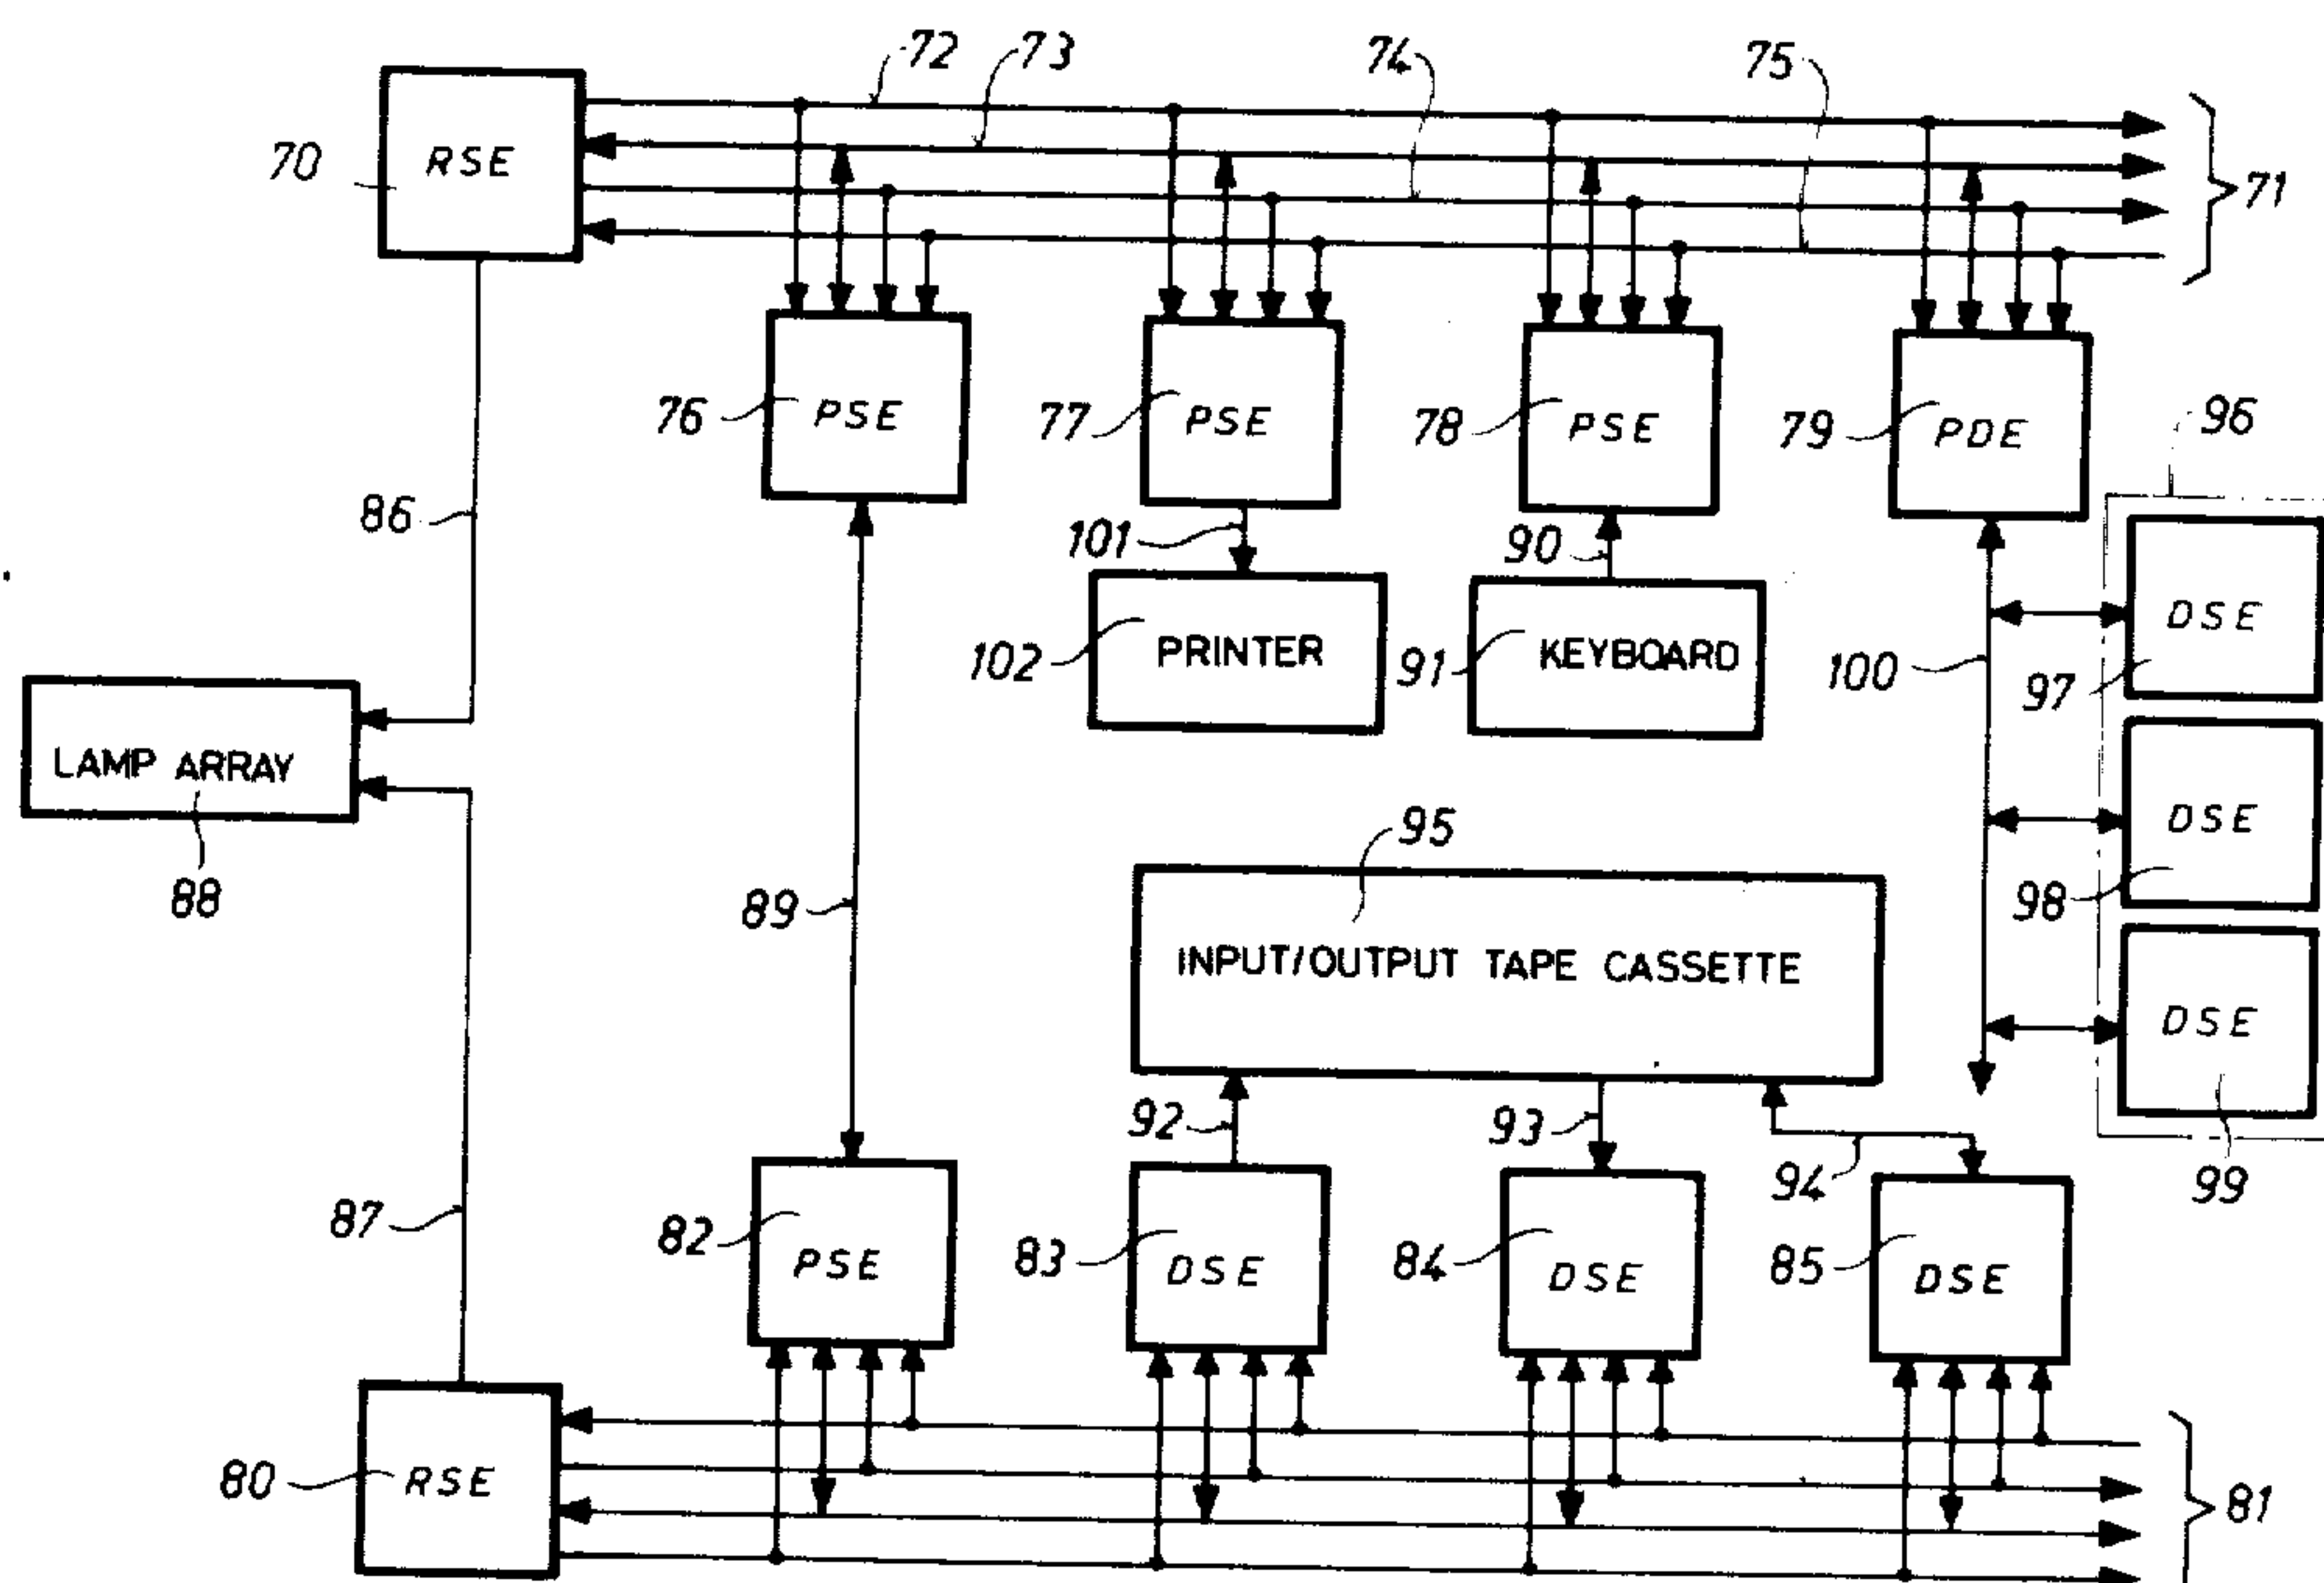 72 73 74 75
70 RSE
71
76 PSE
77 PSE
78 PSE
79 PDE
96
86
101
90
102 PRINTER
91 KEYBOARD
100
DSE
97
LAMP ARRAY
88
DSE
98
89
95
INPUT/OUTPUT TAPE CASSETTE
DSE
99
92
93
94
87
82 PSE
83 DSE
84 DSE
85 DSE
80 RSE
81